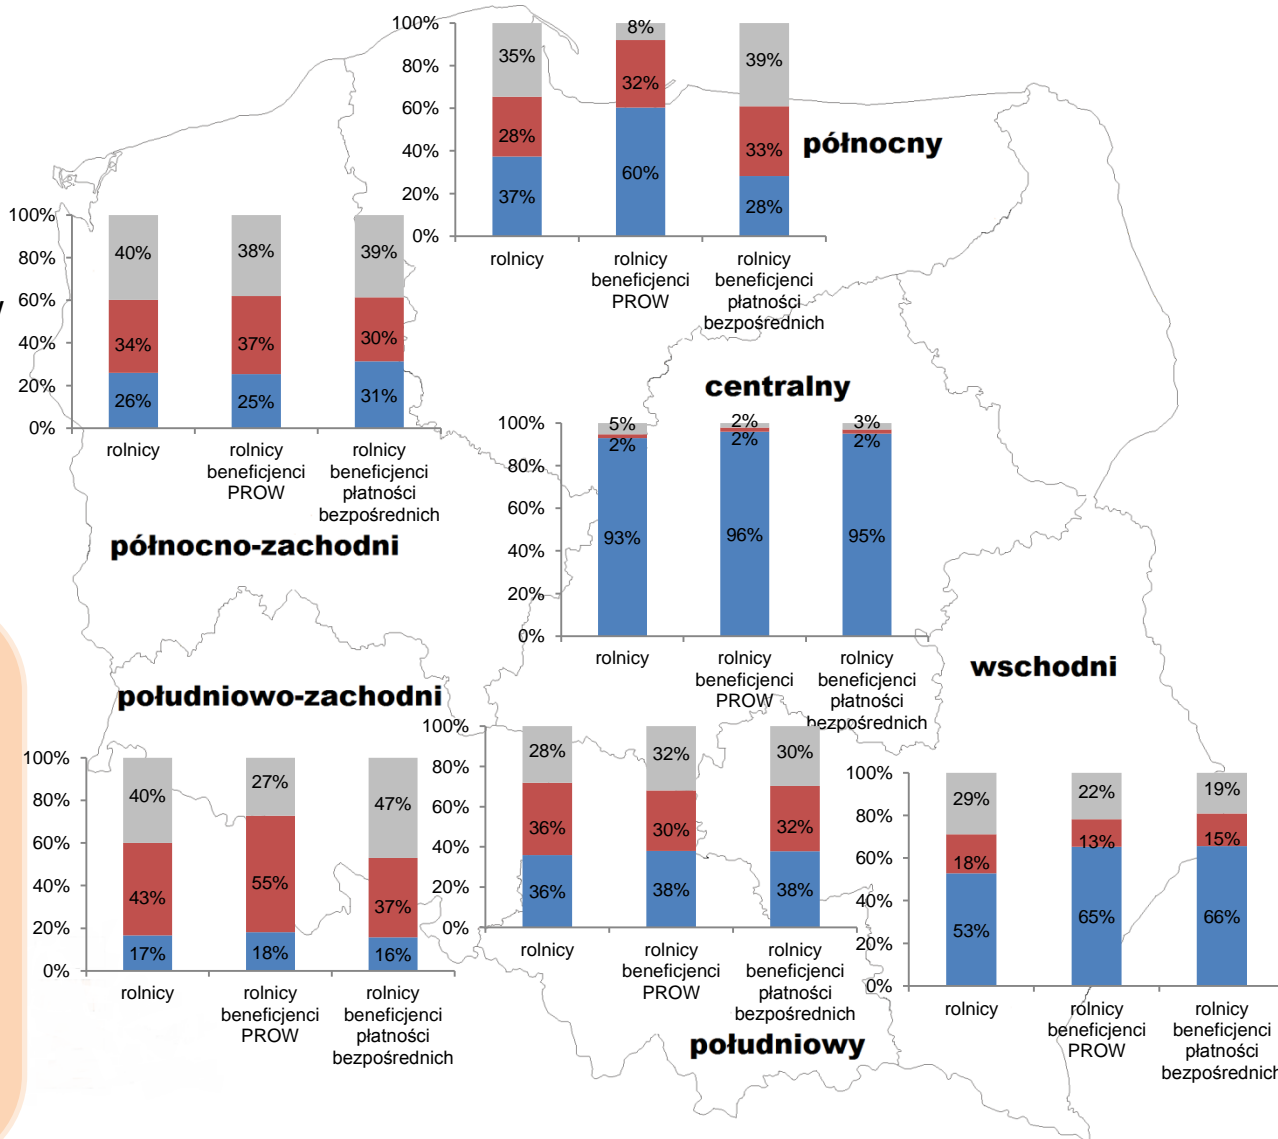 100%
80%
60%
40%
20%
0%
35%
28%
37%
8%
32%
60%
39%
33%
28%
rolnicy
rolnicy
beneficjenci
PROW
rolnicy
beneficjenci
płatności
bezpośrednich
północny
100%
80%
60%
40%
20%
0%
40%
34%
26%
38%
37%
25%
39%
30%
31%
rolnicy
rolnicy
beneficjenci
PROW
rolnicy
beneficjenci
płatności
bezpośrednich
północno-zachodni
centralny
100%
80%
60%
40%
20%
0%
5%
2%
93%
2%
2%
96%
3%
2%
95%
rolnicy
rolnicy
beneficjenci
PROW
rolnicy
beneficjenci
płatności
bezpośrednich
południowo-zachodni
100%
80%
60%
40%
20%
0%
40%
43%
17%
27%
55%
18%
47%
37%
16%
rolnicy
rolnicy
beneficjenci
PROW
rolnicy
beneficjenci
płatności
bezpośrednich
100%
80%
60%
40%
20%
0%
28%
36%
36%
32%
30%
38%
30%
32%
38%
rolnicy
rolnicy
beneficjenci
PROW
rolnicy
beneficjenci
płatności
bezpośrednich
południowy
wschodni
100%
80%
60%
40%
20%
0%
29%
18%
53%
22%
13%
65%
19%
15%
66%
rolnicy
rolnicy
beneficjenci
PROW
rolnicy
beneficjenci
płatności
bezpośrednich